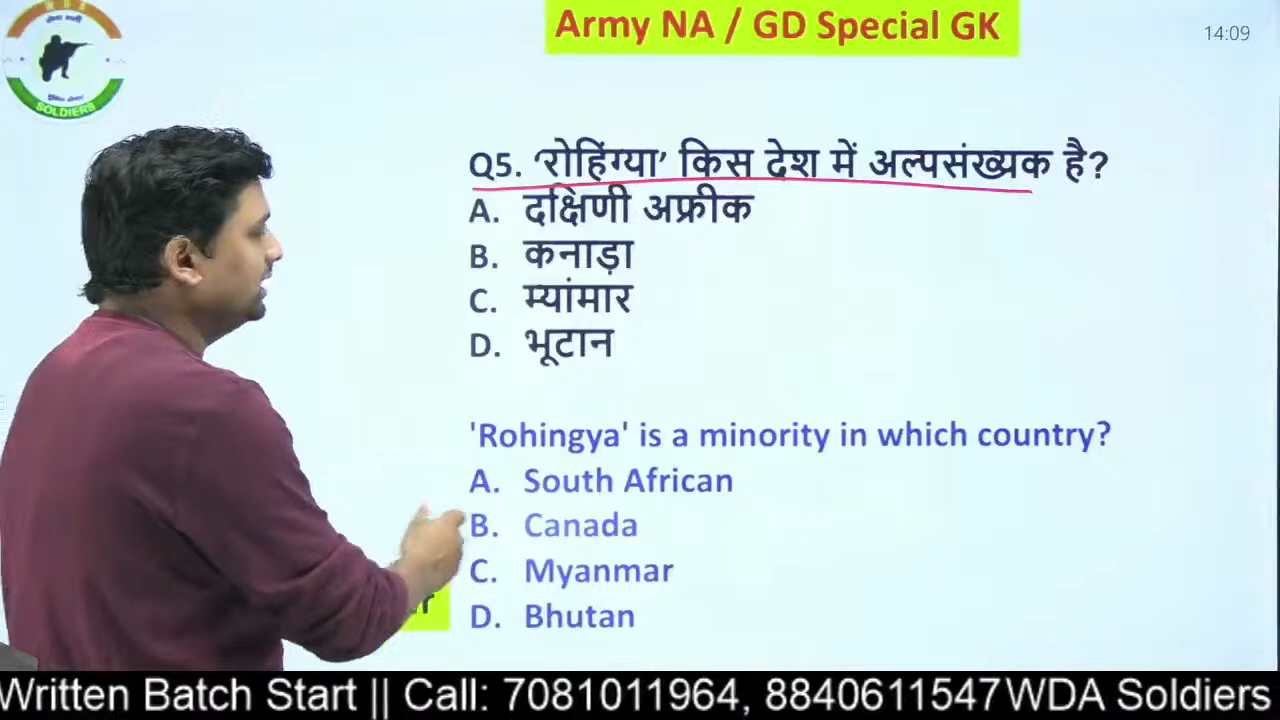 Army NA / GD Special GK
14:09
SOLDIERS
Q5. ‘रोहिंग्या’ किस देश में अल्पसंख्यक है?
A. दक्षिणी अफ्रीक
B. कनाड़ा
C. म्यांमार
D. भूटान
'Rohingya' is a minority in which country?
A. South African
B. Canada
C. Myanmar
D. Bhutan
Written Batch Start || Call: 7081011964, 8840611547 WDA Soldiers